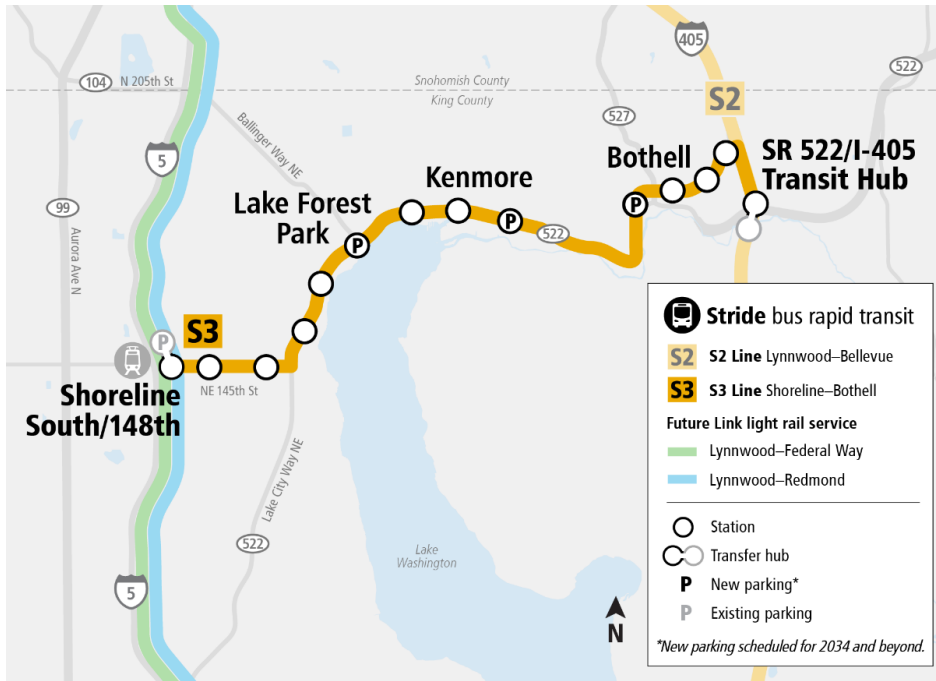 405
104
N 205th St
Snohomish County
King County
522
S2
527
Ballinger Way NE
5
Bothell
SR 522/I-405
Transit Hub
Kenmore
99
Lake Forest
Park
P
P
P
522
Aurora Ave N
P
S3
NE 145th St
Shoreline
South/148th
Lake City Way NE
522
Lake
Washington
5
N
Stride bus rapid transit
S2 S2 Line Lynnwood–Bellevue
S3 S3 Line Shoreline–Bothell
Future Link light rail service
Lynnwood–Federal Way
Lynnwood–Redmond
Station
Transfer hub
P New parking*
P Existing parking
*New parking scheduled for 2034 and beyond.